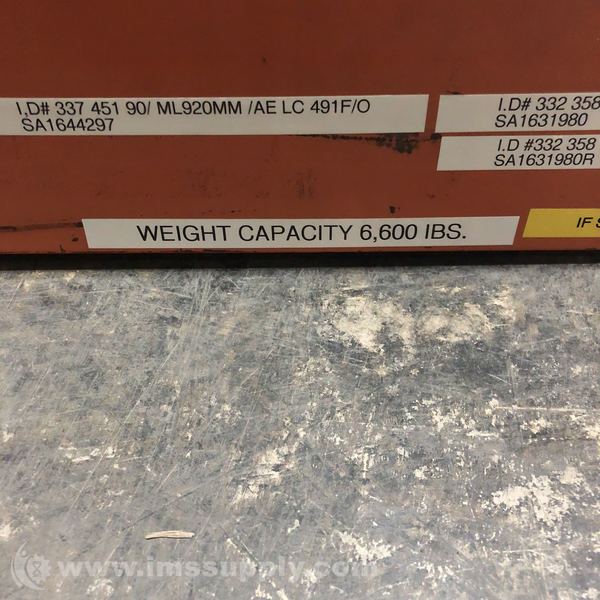 I,D# 337 451 90/ ML920MM /AE LC 491F/O
SA1644297
I.D# 332 358
SA1631980
I.D #332 358
SA1631980R
WEIGHT CAPACITY 6,600 IBS.
IF
www.imssupply.com